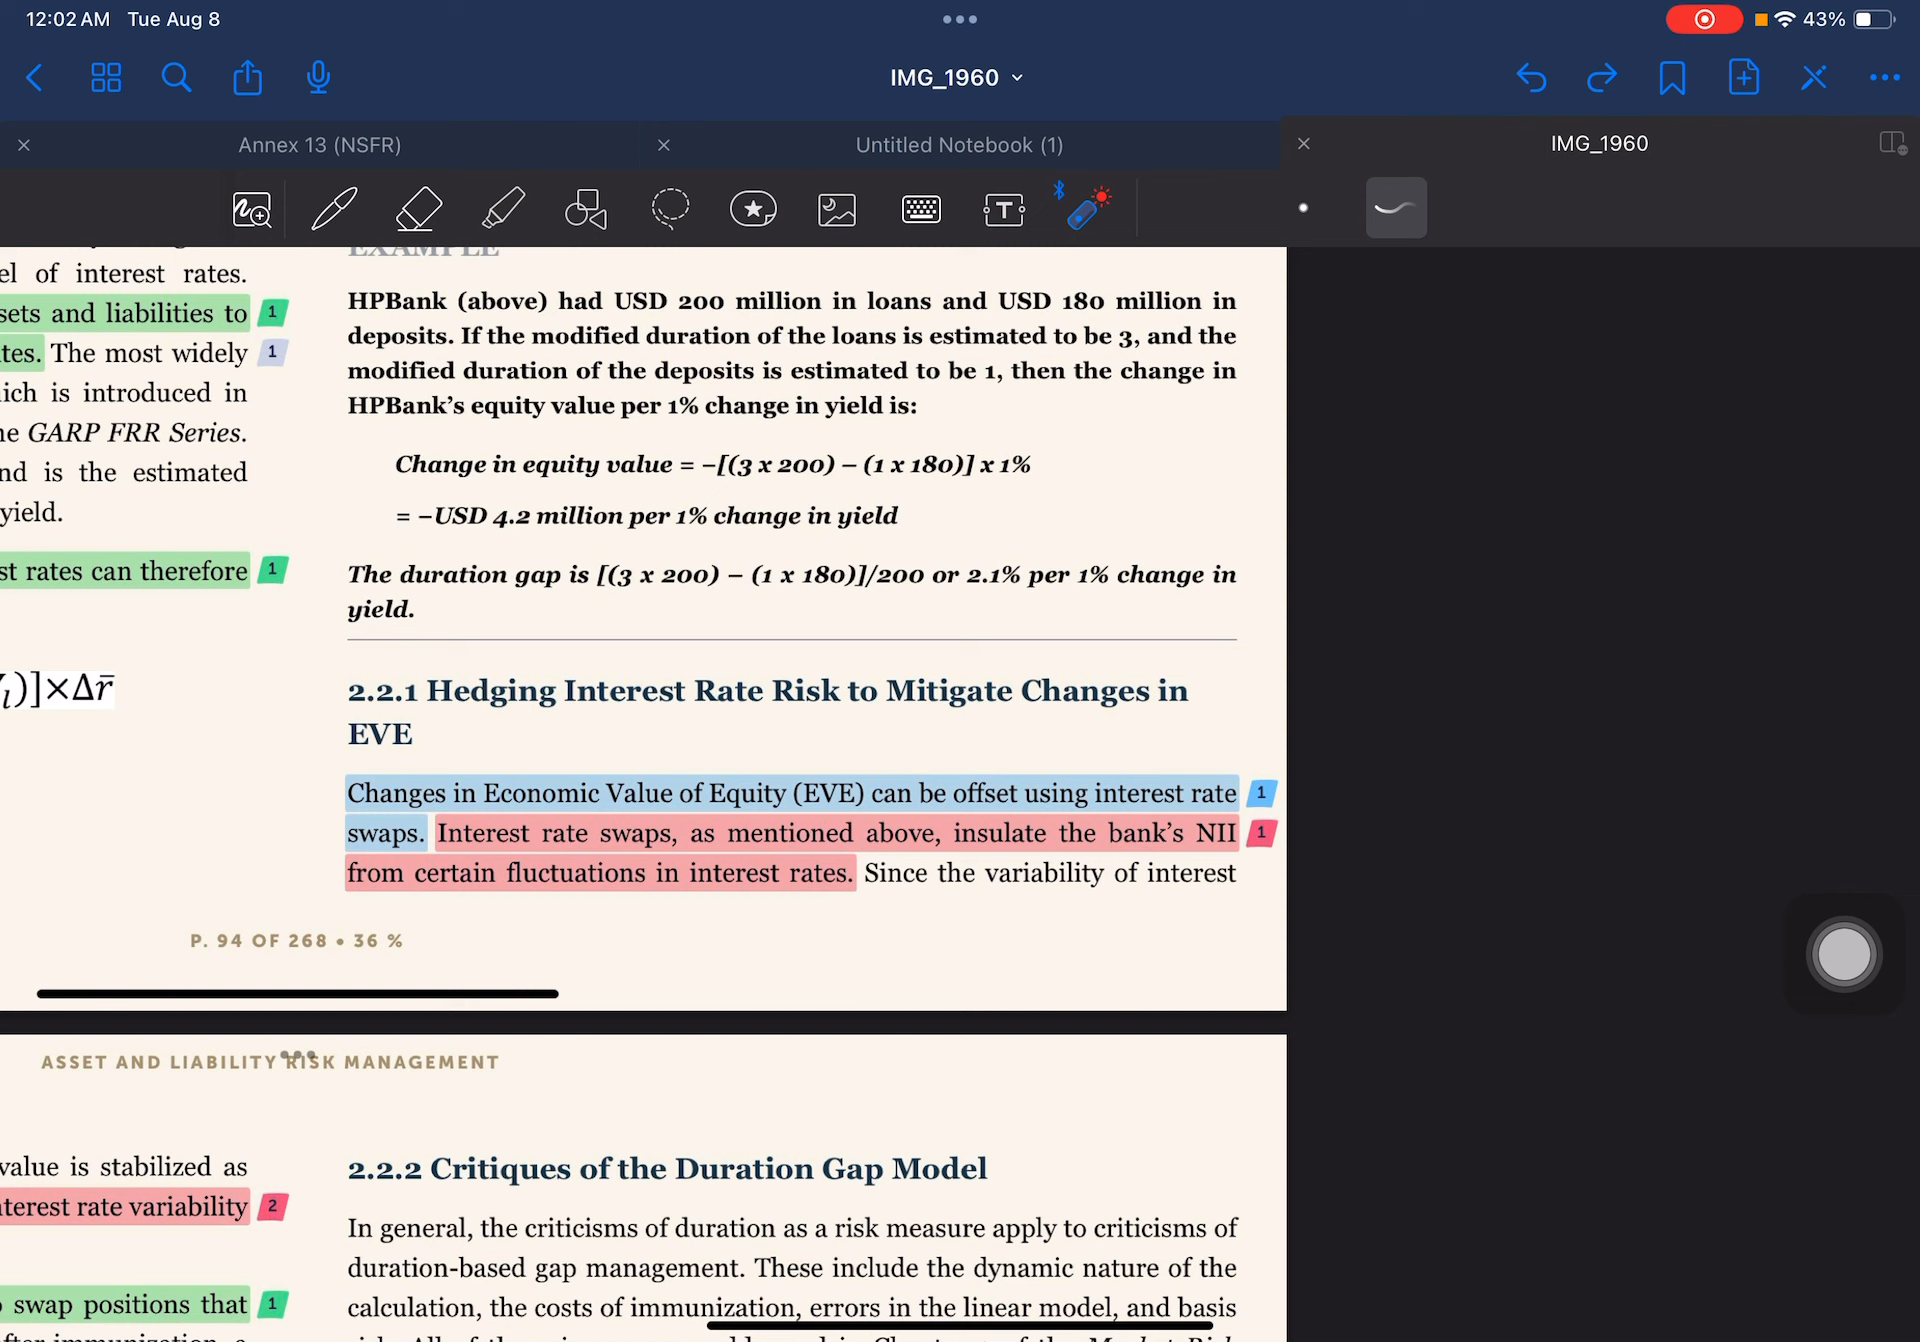 12:02 AM Tue Aug 8
43%
IMG_1960
Annex 13 (NSFR)
Untitled Notebook (1)
IMG_1960
el of interest rates.
sets and liabilities to 1
tes. The most widely 1
ich is introduced in
ne GARP FRR Series.
nd is the estimated
yield.
st rates can therefore 1
)]×Δr̄
EXAMPLE
HPBank (above) had USD 200 million in loans and USD 180 million in
deposits. If the modified duration of the loans is estimated to be 3, and the
modified duration of the deposits is estimated to be 1, then the change in
HPBank’s equity value per 1% change in yield is:
Change in equity value = –[(3 x 200) – (1 x 180)] x 1%
= –USD 4.2 million per 1% change in yield
The duration gap is [(3 x 200) – (1 x 180)]/200 or 2.1% per 1% change in
yield.
2.2.1 Hedging Interest Rate Risk to Mitigate Changes in
EVE
Changes in Economic Value of Equity (EVE) can be offset using interest rate 1
swaps. Interest rate swaps, as mentioned above, insulate the bank’s NII 1
from certain fluctuations in interest rates. Since the variability of interest
P. 94 OF 268 • 36 %
ASSET AND LIABILITY RISK MANAGEMENT
value is stabilized as
nterest rate variability 2
swap positions that 1
2.2.2 Critiques of the Duration Gap Model
In general, the criticisms of duration as a risk measure apply to criticisms of
duration-based gap management. These include the dynamic nature of the
calculation, the costs of immunization, errors in the linear model, and basis